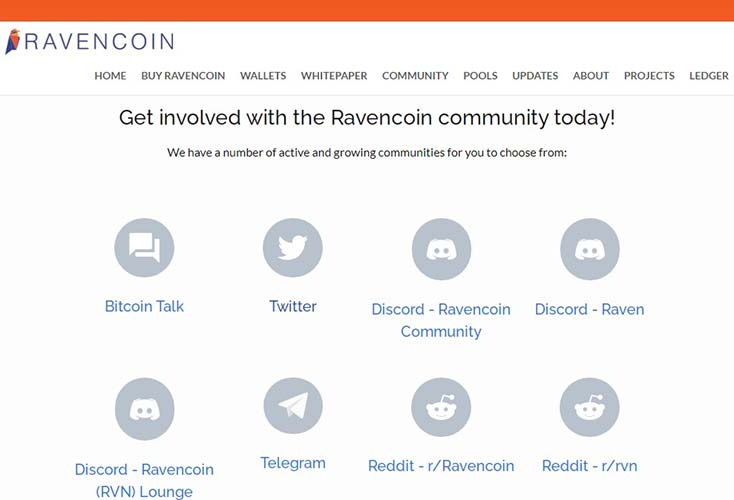 RAVENCOIN
HOME BUY RAVENCOIN WALLETS WHITEPAPER COMMUNITY POOLS UPDATES ABOUT PROJECTS LEDGER
Get involved with the Ravencoin community today!
We have a number of active and growing communities for you to choose from:
Bitcoin Talk
Twitter
Discord - Ravencoin
Community
Discord - Raven
Discord - Ravencoin
(RVN) Lounge
Telegram
Reddit - r/Ravencoin
Reddit - r/rvn